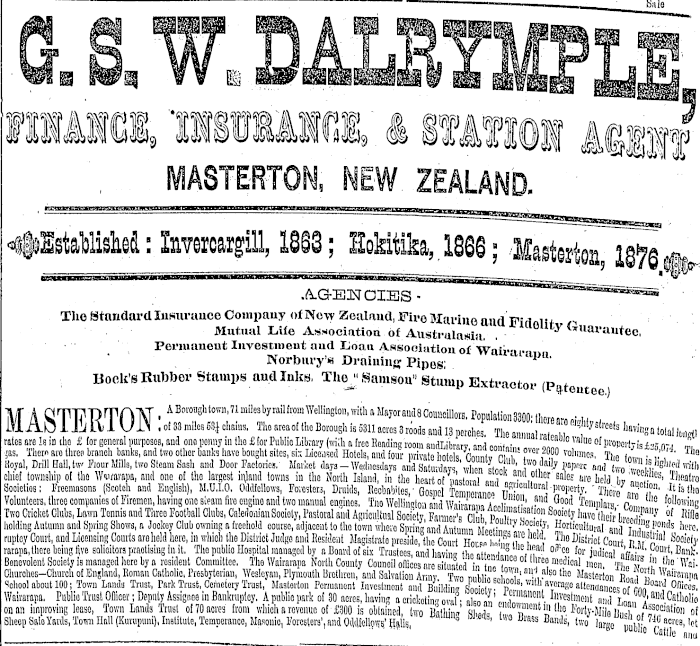 Sale
G. S. W. DALRYMPLE,
FINANCE, INSURANCE, & STATION AGENT
MASTERTON, NEW ZEALAND.
Established: Invercargill, 1863; Hokitika, 1866; Masterton, 1876.
AGENCIES -
The Standard Insurance Company of New Zealand, Fire Marine and Fidelity Guarantee.
Mutual Life Association of Australasia.
Permanent Investment and Loan Association of Wairarapa.
Norbury's Draining Pipes.
Bock's Rubber Stamps and Inks. The "Samson" Stump Extractor (Patentee.)
MASTERTON: A Borough town, 71 miles by rail from Wellington, with a Mayor and 8 Councillors. Population 3300; there are eighty streets having a total length
of 33 miles 53½ chains. The area of the Borough is 5311 acres 3 roods and 13 perches. The annual rateable value of property is £25,074. The
rates are 1s in the £ for general purposes, and one penny in the £ for Public Library (with a free Reading room and Library, and contains over 2000 volumes. The town is lighted with
gas. There are three branch banks, and two other banks have bought sites, six Licensed Hotels, and four private hotels, County Club, two daily papers and two weeklies, Theatre
Royal, Drill Hall, two Flour Mills, two Steam Sash and Door Factories. Market days—Wednesdays and Saturdays, when stock and other sales are held by auction. It is the
chief township of the Wairarapa, and one of the largest inland towns in the North Island, in the heart of pastoral and agricultural property. There are the following
Societies: Freemasons (Scotch and English), M.U.I.O. Oddfellows, Foresters, Druids, Rechabites, Gospel Temperance Union, and Good Templars, Company of Rifle
Volunteers, three companies of Firemen, having one steam fire engine and two manual engines. The Wellington and Wairarapa Acclimatisation Society have their breeding ponds here,
Two Cricket Clubs, Lawn Tennis and Three Football Clubs, Caledonian Society, Pastoral and Agricultural Society, Farmer's Club, Poultry Society, Horticultural and Industrial Society
holding Autumn and Spring Shows, a Jockey Club owning a freehold course, adjacent to the town where Spring and Autumn Meetings are held. The District Court, R.M. Court, Bank-
ruptcy Court, and Licensing Courts are held here, in which the District Judge and Resident Magistrate preside, the Court House being the head office for judicial affairs in the Wai-
rarapa, there being five solicitors practising in it. The public Hospital managed by a Board of six Trustees, and having the attendance of three medical men. The North Wairarapa
Benevolent Society is managed here by a resident Committee. The Wairarapa North County Council offices are situated in the town, and also the Masterton Road Board Offices.
Churches—Church of England, Roman Catholic, Presbyterian, Wesleyan, Plymouth Brethren, and Salvation Army. Two public schools, with average attendances of 600, and Catholic
School about 100; Town Lands Trust, Park Trust, Cemetery Trust, Masterton Permanent Investment and Building Society; Permanent Investment and Loan Association of
Wairarapa. Public Trust Officer; Deputy Assignee in Bankruptcy. A public park of 30 acres, having a cricketing oval; also an endowment in the Forty-Mile Bush of 746 acres, let
on an improving lease, Town Lands Trust of 70 acres from which a revenue of £300 is obtained, two Bathing Sheds, two Brass Bands, two large public Cattle and
Sheep Sale Yards, Town Hall (Kurupuni), Institute, Temperance, Masonic, Foresters', and Oddfellows' Halls,